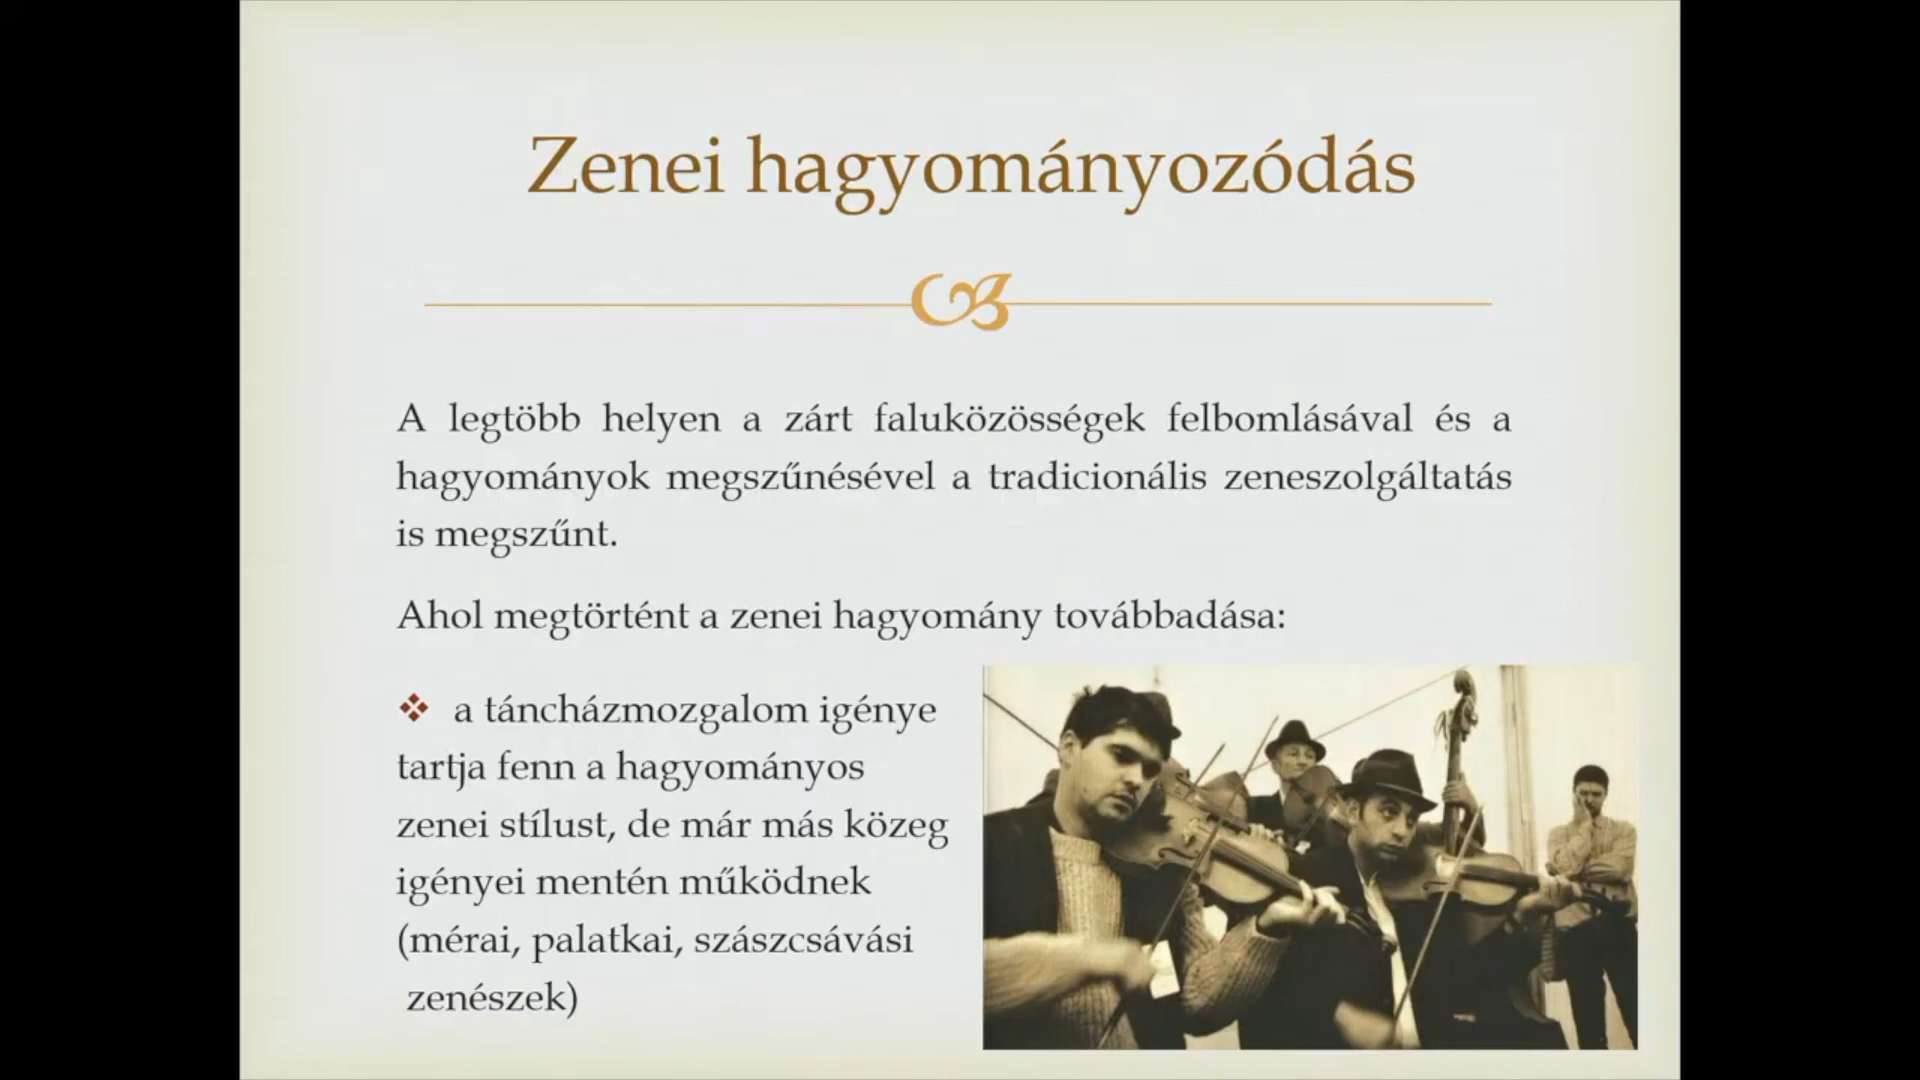 Zenei hagyományozódás
A legtöbb helyen a zárt faluközösségek felbomlásával és a
hagyományok megszűnésével a tradicionális zeneszolgáltatás
is megszűnt.
Ahol megtörtént a zenei hagyomány továbbadása:
❖ a táncházmozgalom igénye
tartja fenn a hagyományos
zenei stílust, de már más közeg
igényei mentén működnek
(mérai, palatkai, szászcsávási
zenészek)